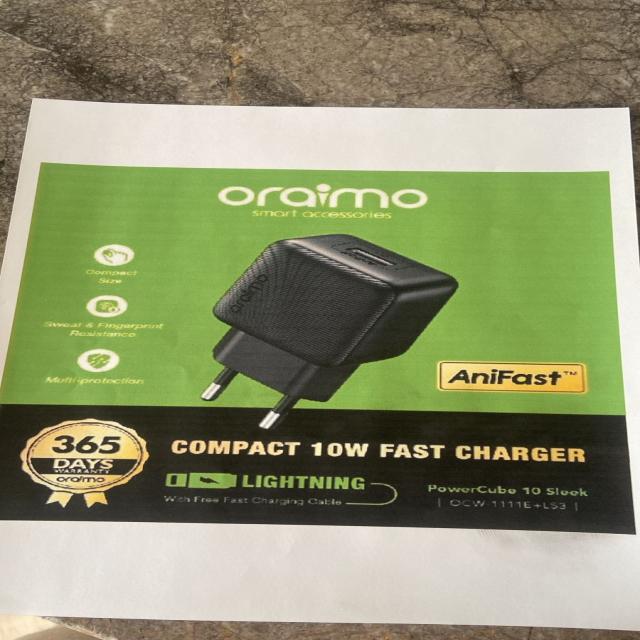 oraimo
smart accessories
Compact
Size
Sweat & Fingerprint
Resistance
Multi-protection
oraimo
AniFast™
365
DAYS
WARRANTY
oraimo
COMPACT 10W FAST CHARGER
LIGHTNING
With Free Fast Charging Cable
PowerCube 10 Sleek
| OCW-1111E+L53 |